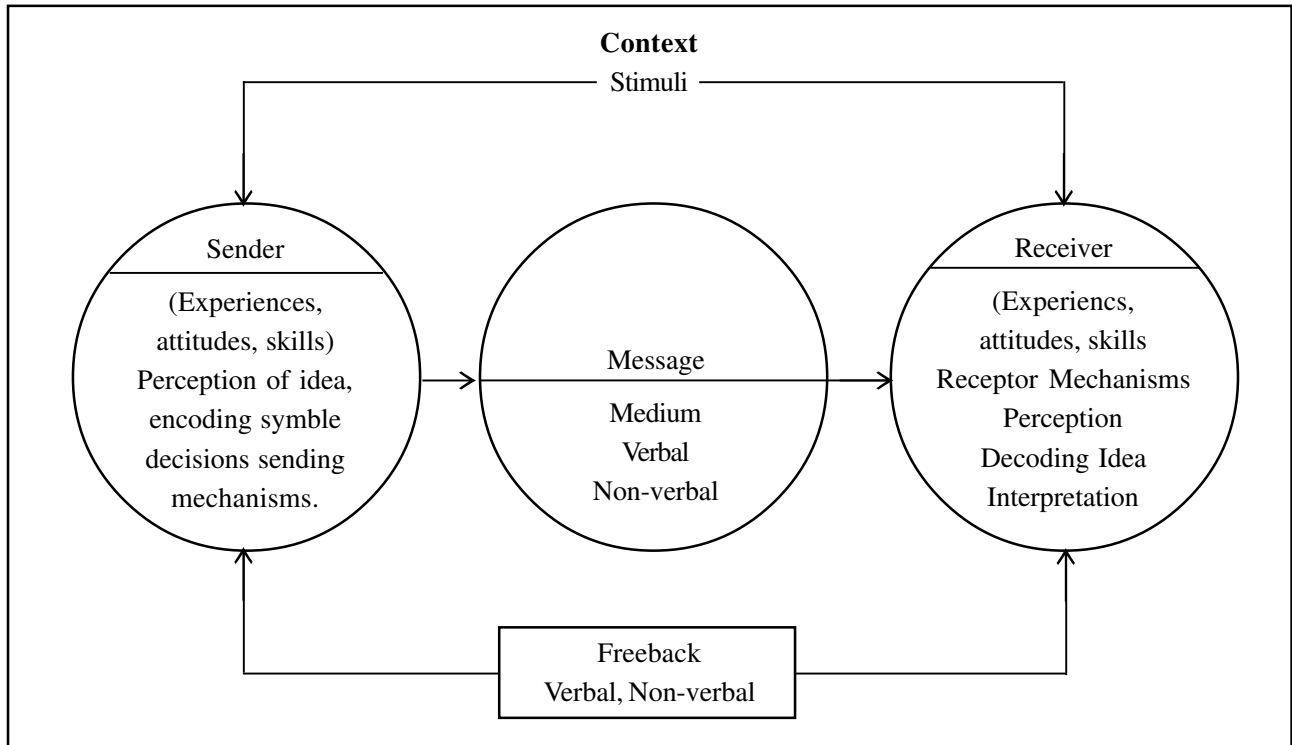 Context
Stimuli
Sender
(Experiences,
attitudes, skills)
Perception of idea,
encoding symble
decisions sending
mechanisms.
Message
Medium
Verbal
Non-verbal
Receiver
(Experiencs,
attitudes, skills
Receptor Mechanisms
Perception
Decoding Idea
Interpretation
Freeback
Verbal, Non-verbal